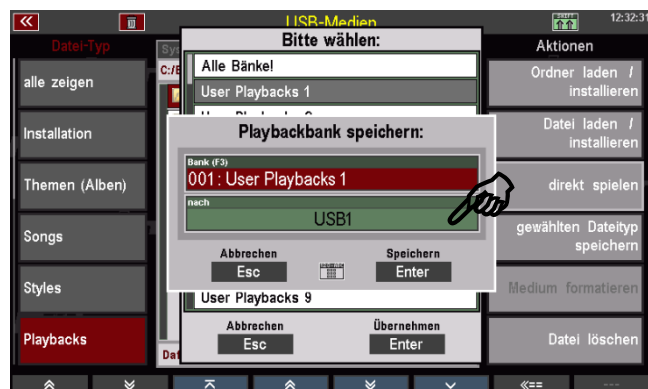 USB-Medien
12:32:31
Datei-Typ
alle zeigen
Installation
Themen (Alben)
Songs
Styles
Playbacks
Sys
C:/E
Dat
Bitte wählen:
Alle Bänke!
User Playbacks 1
User Playbacks 9
Abbrechen
Esc
Übernehmen
Enter
Playbackbank speichern:
Bank (F3)
001: User Playbacks 1
nach
USB1
Abbrechen
Esc
Speichern
Enter
Aktionen
Ordner laden /
installieren
Datei laden /
installieren
direkt spielen
gewählten Dateityp
speichern
Medium formatieren
Datei löschen